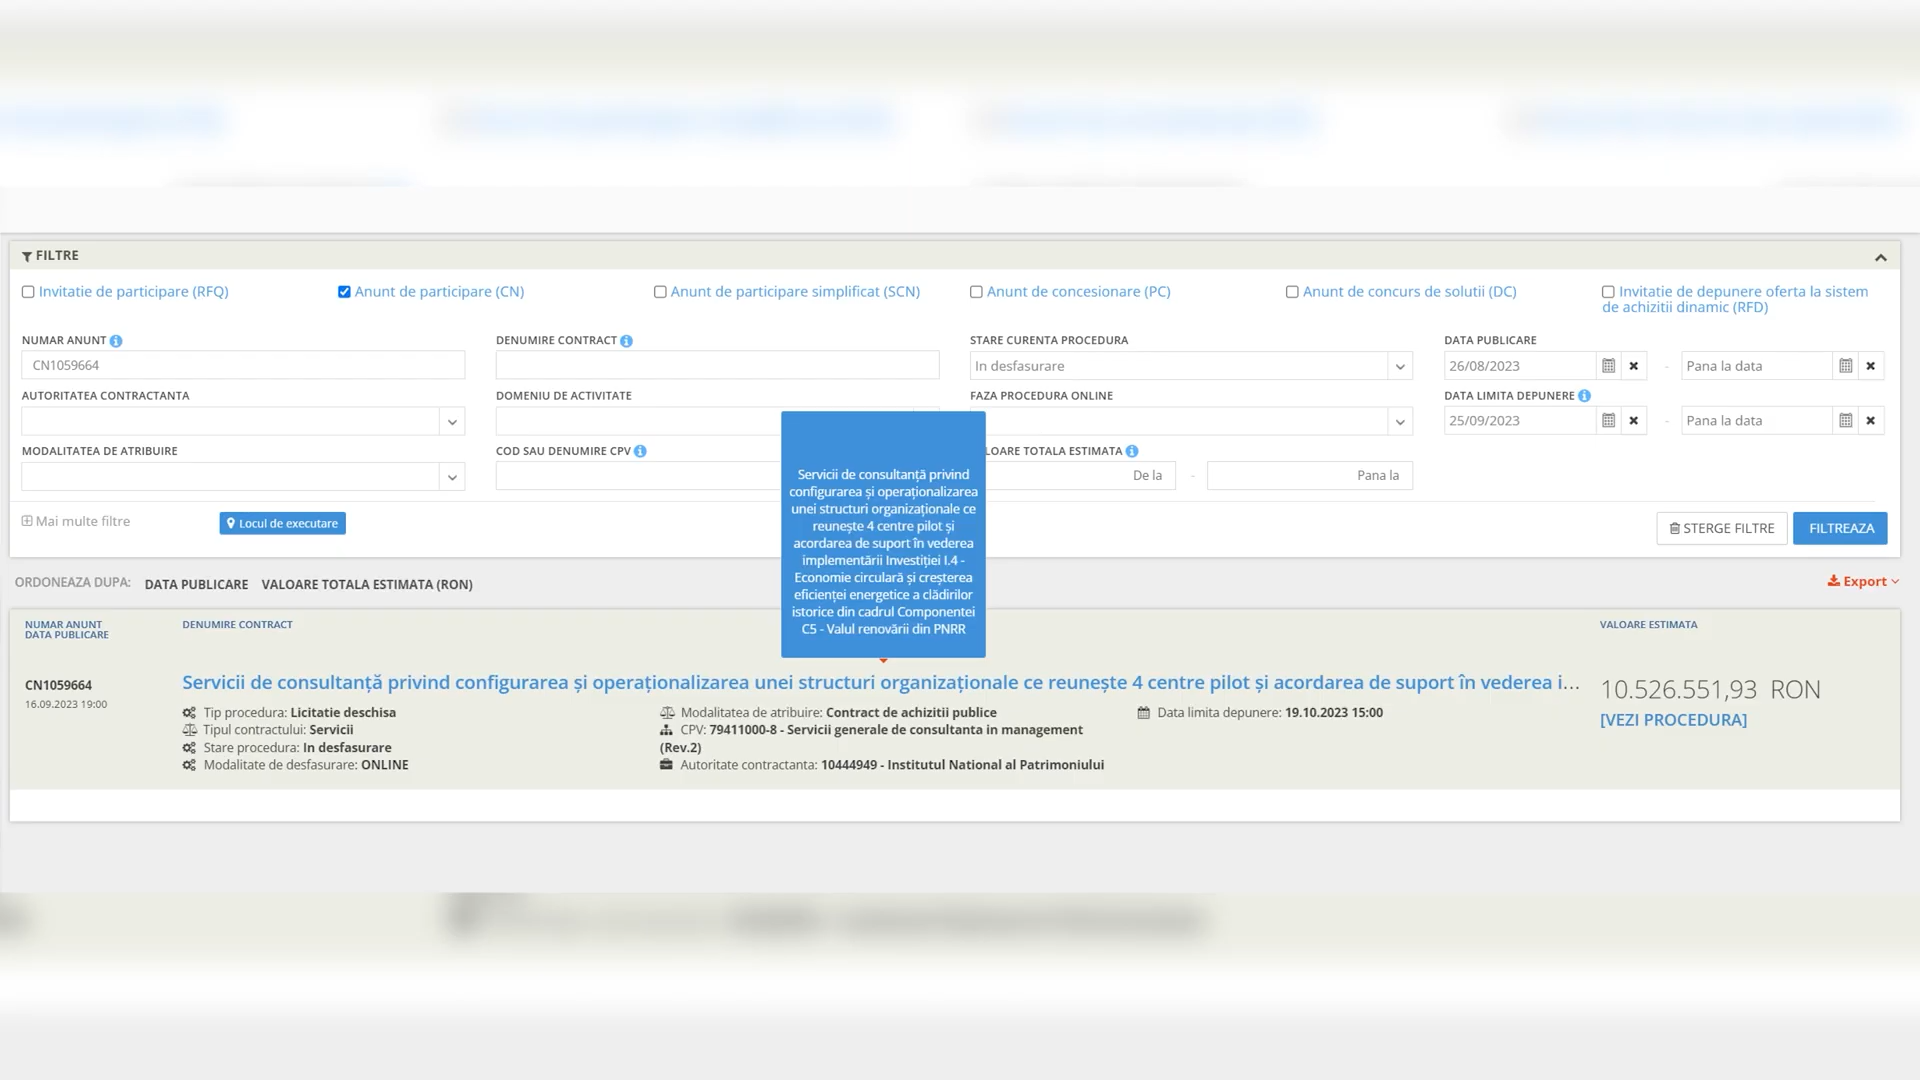 FILTRE
Invitatie de participare (RFQ)
Anunt de participare (CN)
Anunt de participare simplificat (SCN)
Anunt de concesionare (PC)
Anunt de concurs de solutii (DC)
Invitatie de depunere oferta la sistem
de achizitii dinamic (RFD)
NUMAR ANUNT
DENUMIRE CONTRACT
STARE CURENTA PROCEDURA
DATA PUBLICARE
CN1059664
In desfasurare
26/08/2023
-
Pana la data
AUTORITATEA CONTRACTANTA
DOMENIU DE ACTIVITATE
FAZA PROCEDURA ONLINE
DATA LIMITA DEPUNERE
25/09/2023
-
Pana la data
MODALITATEA DE ATRIBUIRE
COD SAU DENUMIRE CPV
LOARE TOTALA ESTIMATA
De la
-
Pana la
Servicii de consultanță privind
configurarea și operaționalizarea
unei structuri organizaționale ce
reunește 4 centre pilot și
acordarea de suport în vederea
implementării Investiției I.4 -
Economie circulară și creșterea
eficienței energetice a clădirilor
istorice din cadrul Componentei
C5 - Valul renovării din PNRR
Mai multe filtre
Locul de executare
STERGE FILTRE
FILTREAZA
ORDONEAZA DUPA:
DATA PUBLICARE
VALOARE TOTALA ESTIMATA (RON)
Export
NUMAR ANUNT
DATA PUBLICARE
DENUMIRE CONTRACT
VALOARE ESTIMATA
CN1059664
16.09.2023 19:00
Servicii de consultanță privind configurarea și operaționalizarea unei structuri organizaționale ce reunește 4 centre pilot și acordarea de suport în vederea i...
10.526.551,93 RON
[VEZI PROCEDURA]
Tip procedura: Licitatie deschisa
Tipul contractului: Servicii
Stare procedura: In desfasurare
Modalitate de desfasurare: ONLINE
Modalitatea de atribuire: Contract de achizitii publice
CPV: 79411000-8 - Servicii generale de consultanta in management
(Rev.2)
Autoritate contractanta: 10444949 - Institutul National al Patrimoniului
Data limita depunere: 19.10.2023 15:00